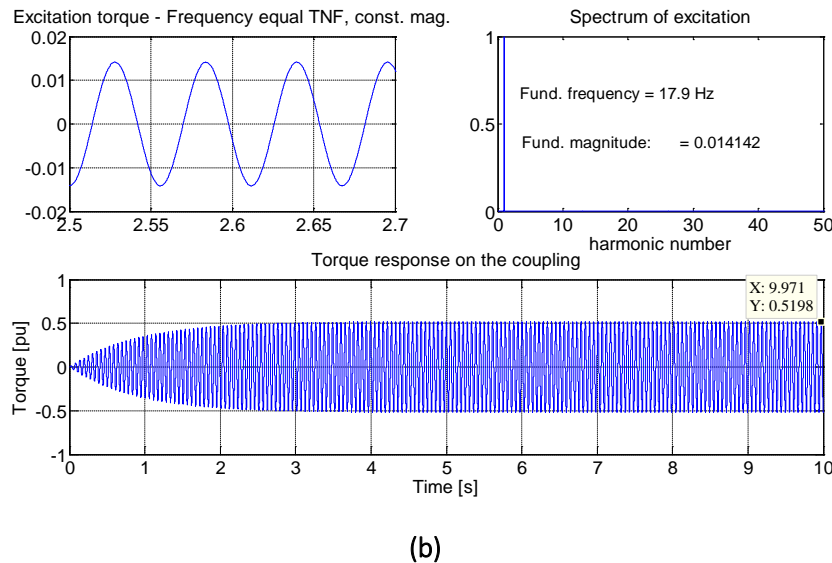 Excitation torque - Frequency equal TNF, const. mag.
0.02
0.01
0
-0.01
-0.02
2.5 2.55 2.6 2.65 2.7
Spectrum of excitation
1
0.5
0
Fund. frequency = 17.9 Hz
Fund. magnitude: = 0.014142
0 10 20 30 40 50
harmonic number
Torque response on the coupling
Torque [pu]
1
0.5
0
-0.5
-1
X: 9.971
Y: 0.5198
0 1 2 3 4 5 6 7 8 9 10
Time [s]
(b)